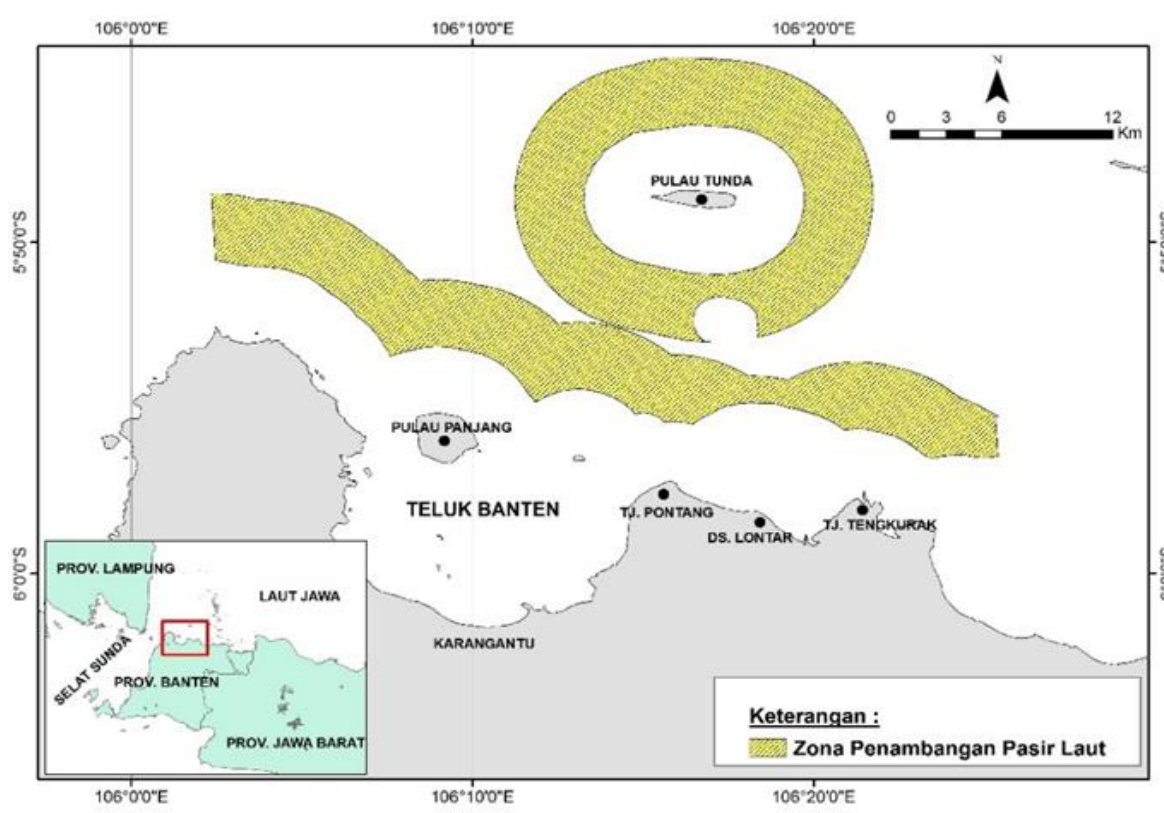 106°0'0"E 106°10'0"E 106°20'0"E
N
0 3 6 12
Km
PULAU TUNDA
5°50'0"S
PULAU PANJANG
TELUK BANTEN
TJ. PONTANG
DS. LONTAR
TJ. TENGKURAK
6°0'0"S
KARANGANTU
PROV. LAMPUNG
LAUT JAWA
SELAT SUNDA
PROV. BANTEN
PROV. JAWA BARAT
Keterangan :
Zona Penambangan Pasir Laut
106°0'0"E 106°10'0"E 106°20'0"E